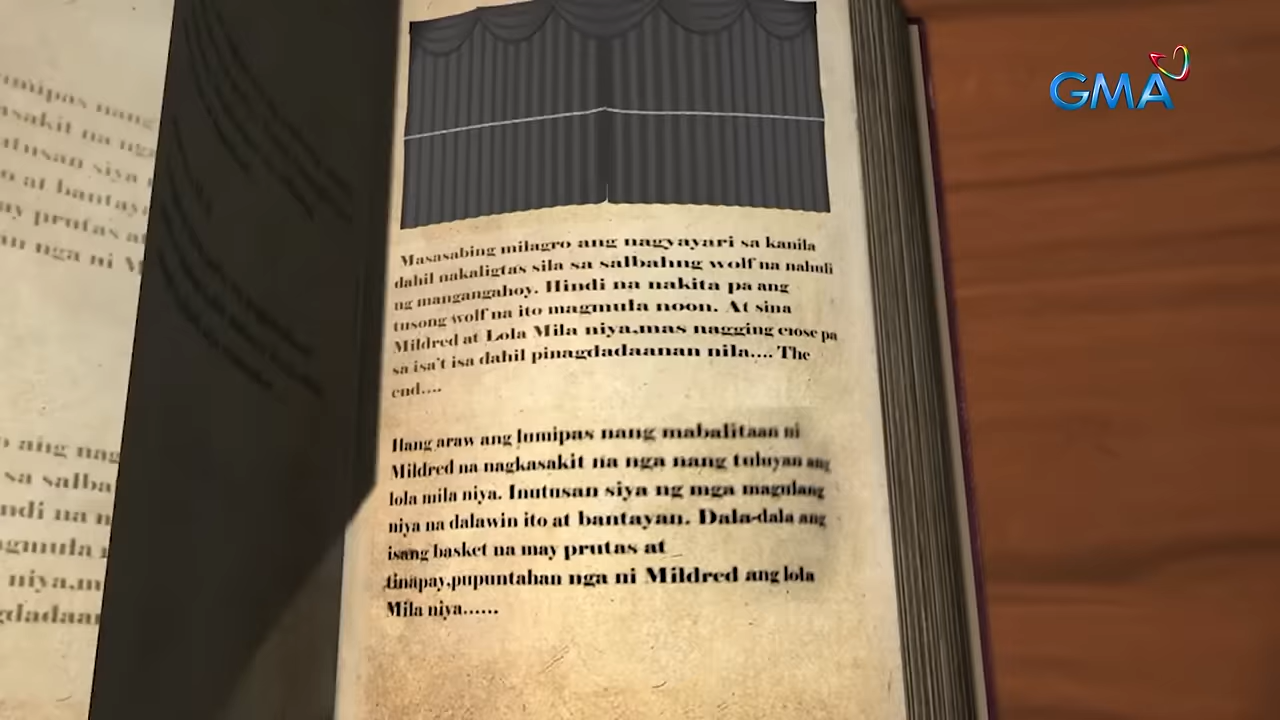 GMA
Masasabing milagro ang nagyayari sa kanila
dahil nakaligtas sila sa salbahng wolf na nahuli
ng mangangahoy. Hindi na nakita pa ang
tusong wolf na ito magmula noon. At sina
Mildred at Lola Mila niya,mas nagging close pa
sa isa't isa dahil pinagdadaanan nila.... The
end....
Ilang araw ang lumipas nang mabalitaan ni
Mildred na nagkasakit na nga nang tuluyan ang
lola mila niya. Inutusan siya ng mga magulang
niya na dalawin ito at bantayan. Dala-dala ang
isang basket na may prutas at
tinapay,pupuntahan nga ni Mildred ang lola
Mila niya......